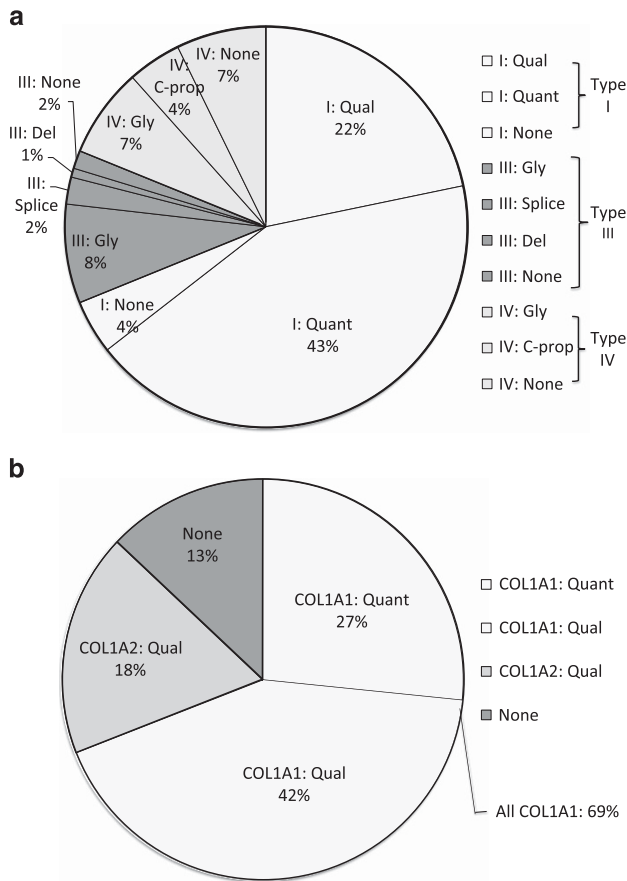 a
IV: None
7%
IV:
C-prop
4%
I: Qual
22%
III: None
2%
IV: Gly
7%
III: Del
1%
III:
Splice
2%
III: Gly
8%
I: None
4%
I: Quant
43%
I: Qual
I: Quant
I: None
Type
I
III: Gly
III: Splice
III: Del
III: None
Type
III
IV: Gly
IV: C-prop
IV: None
Type
IV
b
None
13%
COL1A1: Quant
27%
COL1A2: Qual
18%
COL1A1: Qual
42%
COL1A1: Quant
COL1A1: Qual
COL1A2: Qual
None
All COL1A1: 69%